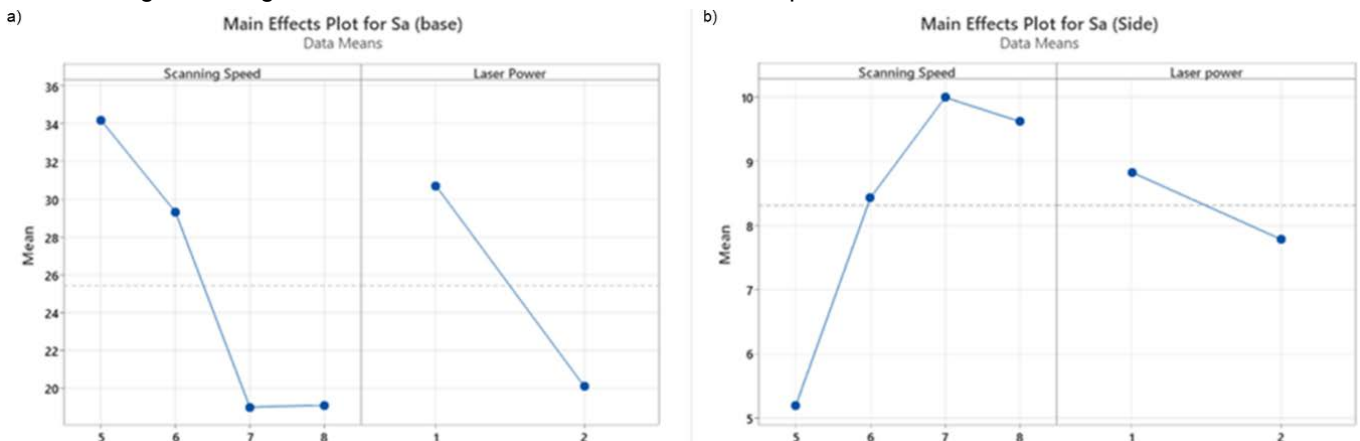 a)
Main Effects Plot for Sa (base)
Data Means
Scanning Speed Laser Power
36
34
32
30
28
26
24
22
20
Mean
5 6 7 8 1 2
b)
Main Effects Plot for Sa (Side)
Data Means
Scanning Speed Laser power
10
9
8
7
6
5
Mean
5 6 7 8 1 2